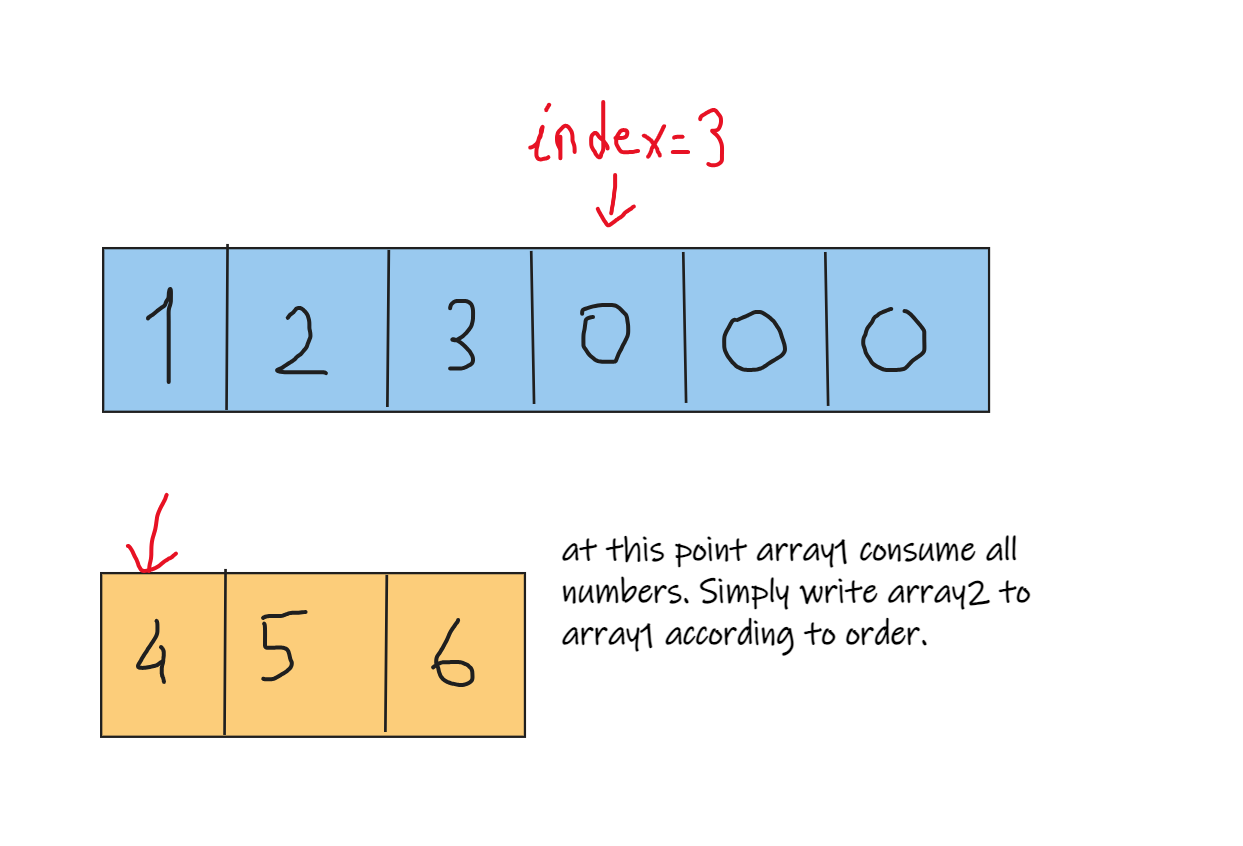 index=3
1 2 3 0 0 0
4 5 6
at this point array1 consume all
numbers. Simply write array2 to
array1 according to order.